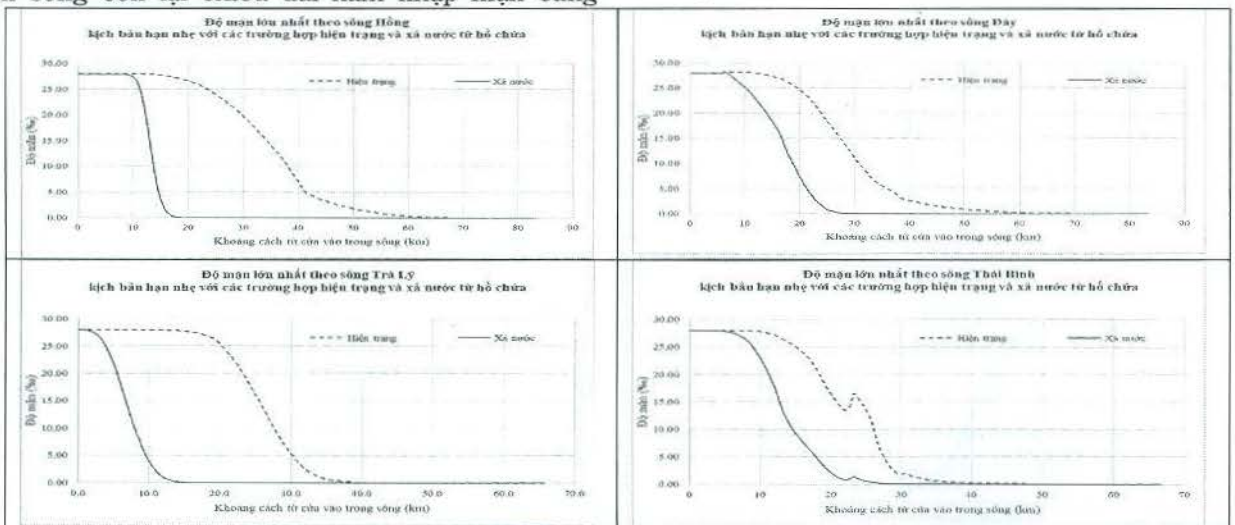 Độ mặn lớn nhất theo sông Hồng
kịch bản hạn nhẹ với các trường hợp hiện trạng và xả nước từ hồ chứa
30.00
25.00
20.00
15.00
10.00
5.00
0.00
Độ mặn (‰)
Hiện trạng
Xả nước
0 10 20 30 40 50 60 70 80 90
Khoảng cách từ cửa vào trong sông (km)
Độ mặn lớn nhất theo sông Đáy
kịch bản hạn nhẹ với các trường hợp hiện trạng và xả nước từ hồ chứa
30.00
25.00
20.00
15.00
10.00
5.00
0.00
Độ mặn (‰)
Hiện trạng
Xả nước
0 10 20 30 40 50 60 70 80 90
Khoảng cách từ cửa vào trong sông (km)
Độ mặn lớn nhất theo sông Trà Lý
kịch bản hạn nhẹ với các trường hợp hiện trạng và xả nước từ hồ chứa
30.00
25.00
20.00
15.00
10.00
5.00
0.00
Độ mặn (‰)
Hiện trạng
Xả nước
0.0 10.0 20.0 30.0 40.0 50.0 60.0 70.0
Khoảng cách từ cửa vào trong sông (km)
Độ mặn lớn nhất theo sông Thái Bình
kịch bản hạn nhẹ với các trường hợp hiện trạng và xả nước từ hồ chứa
30.00
25.00
20.00
15.00
10.00
5.00
0.00
Độ mặn (‰)
Hiện trạng
Xả nước
0 10 20 30 40 50 60 70
Khoảng cách từ cửa vào trong sông (km)